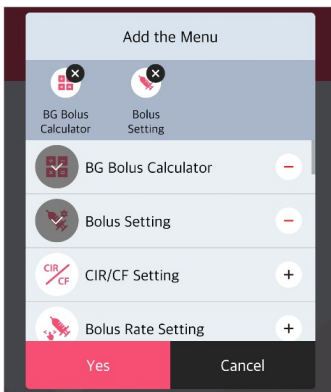 Add the Menu
BG Bolus
Calculator
Bolus
Setting
BG Bolus Calculator
Bolus Setting
CIR/CF
CIR/CF Setting
Bolus Rate Setting
Yes
Cancel